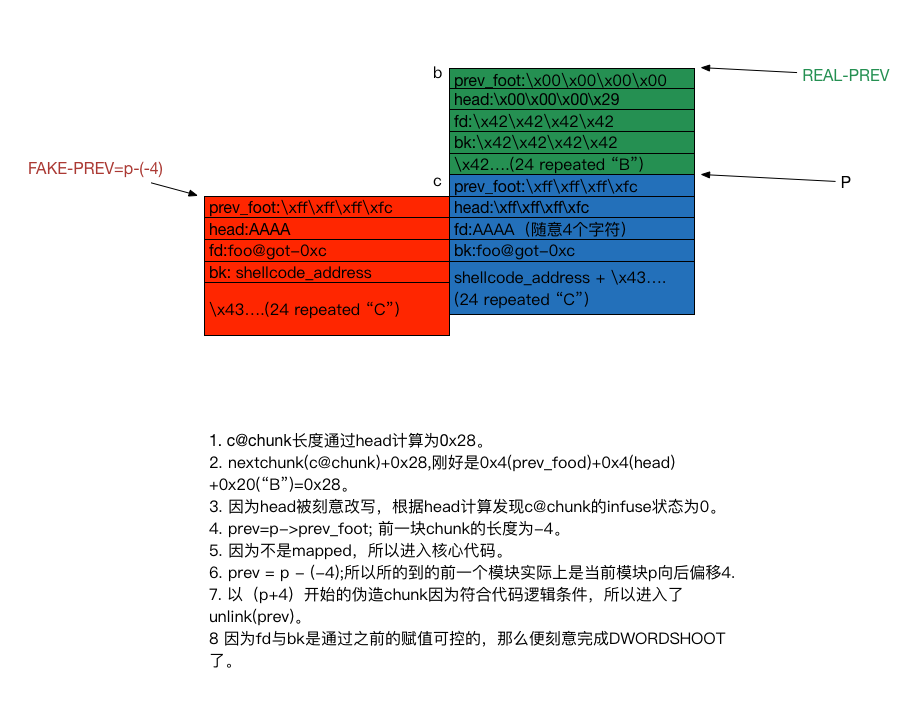 b
REAL-PREV
prev_foot:\x00\x00\x00\x00
head:\x00\x00\x00\x29
fd:\x42\x42\x42\x42
bk:\x42\x42\x42\x42
\x42....(24 repeated “B”)
FAKE-PREV=p-(-4)
c
P
prev_foot:\xff\xff\xff\xfc
head:\xff\xff\xff\xfc
fd:AAAA（随意4个字符）
bk:foo@got-0xc
shellcode_address + \x43....
(24 repeated “C”)
prev_foot:\xff\xff\xff\xfc
head:AAAA
fd:foo@got-0xc
bk: shellcode_address
\x43....(24 repeated “C”)
1. c@chunk长度通过head计算为0x28。
2. nextchunk(c@chunk)+0x28,刚好是0x4(prev_food)+0x4(head)
+0x20(“B”)=0x28。
3. 因为head被刻意改写，根据head计算发现c@chunk的infuse状态为0。
4. prev=p->prev_foot; 前一块chunk的长度为-4。
5. 因为不是mapped，所以进入核心代码。
6. prev = p - (-4);所以所的到的前一个模块实际上是当前模块p向后偏移4.
7. 以（p+4）开始的伪造chunk因为符合代码逻辑条件，所以进入了
unlink(prev)。
8 因为fd与bk是通过之前的赋值可控的，那么便刻意完成DWORDSHOOT
了。